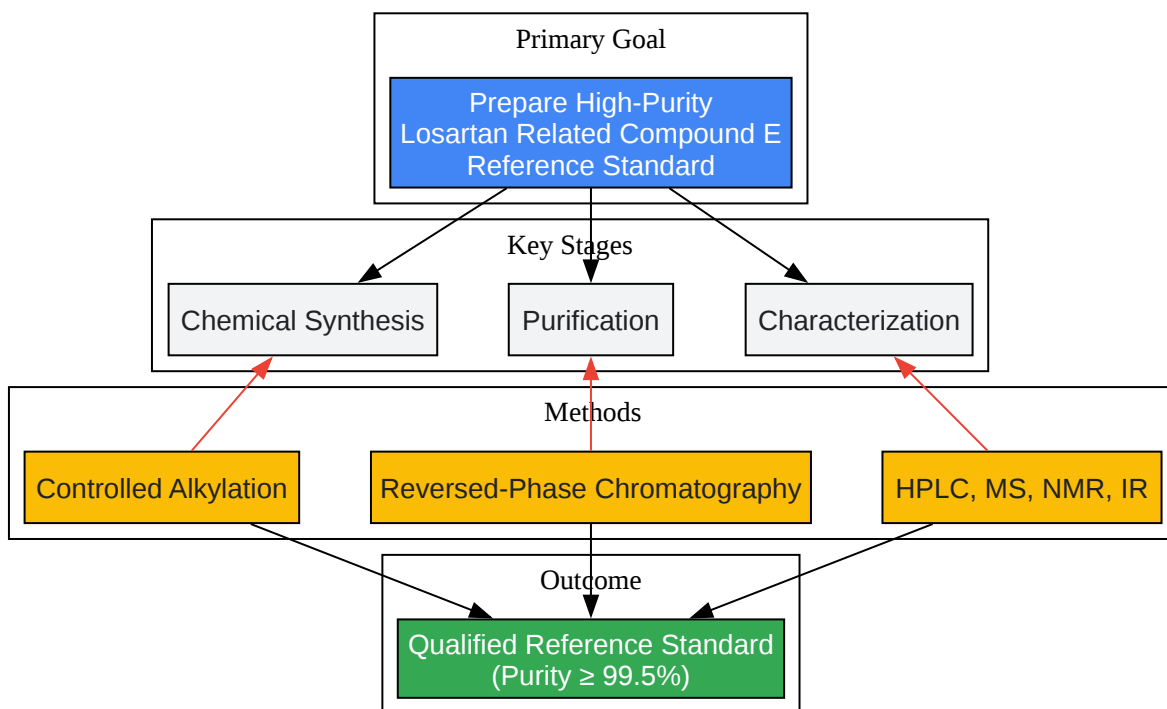 Primary Goal
Prepare High-Purity
Losartan Related Compound E
Reference Standard
Key Stages
Chemical Synthesis
Purification
Characterization
Methods
Controlled Alkylation
Reversed-Phase Chromatography
HPLC, MS, NMR, IR
Outcome
Qualified Reference Standard
(Purity ≥ 99.5%)